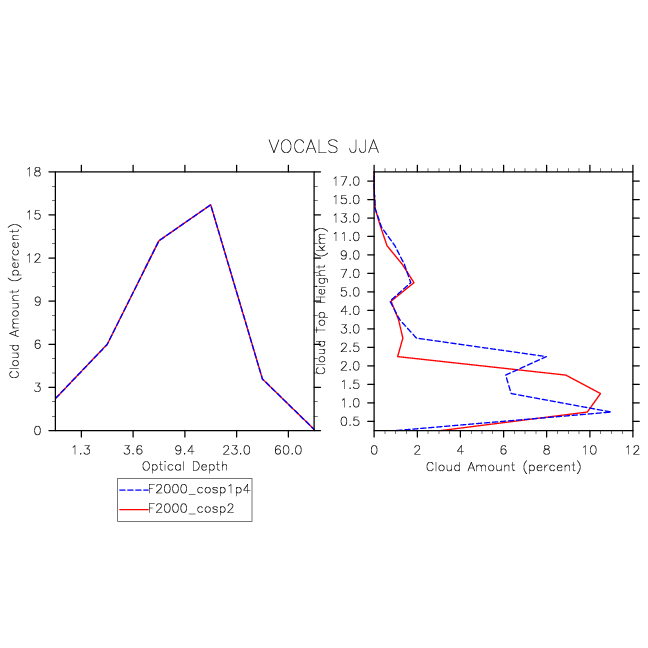 VOCALS JJA
Cloud Amount (percent)
18
15
12
9
6
3
0
1.3 3.6 9.4 23.0 60.0
Optical Depth
Cloud Top Height (km)
17.0
15.0
13.0
11.0
9.0
7.0
5.0
4.0
3.0
2.5
2.0
1.5
1.0
0.5
0 2 4 6 8 10 12
Cloud Amount (percent)
F2000_cosp1p4
F2000_cosp2